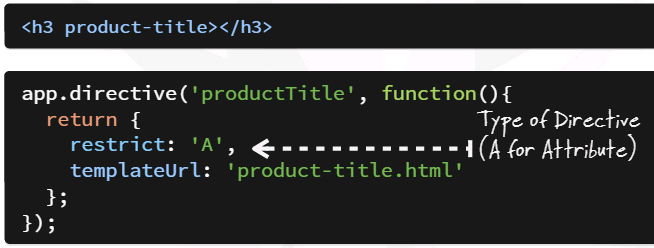 <h3 product-title></h3>
app.directive('productTitle', function(){
  return {
    restrict: 'A',
    templateUrl: 'product-title.html'
  };
});
Type of Directive
(A for Attribute)